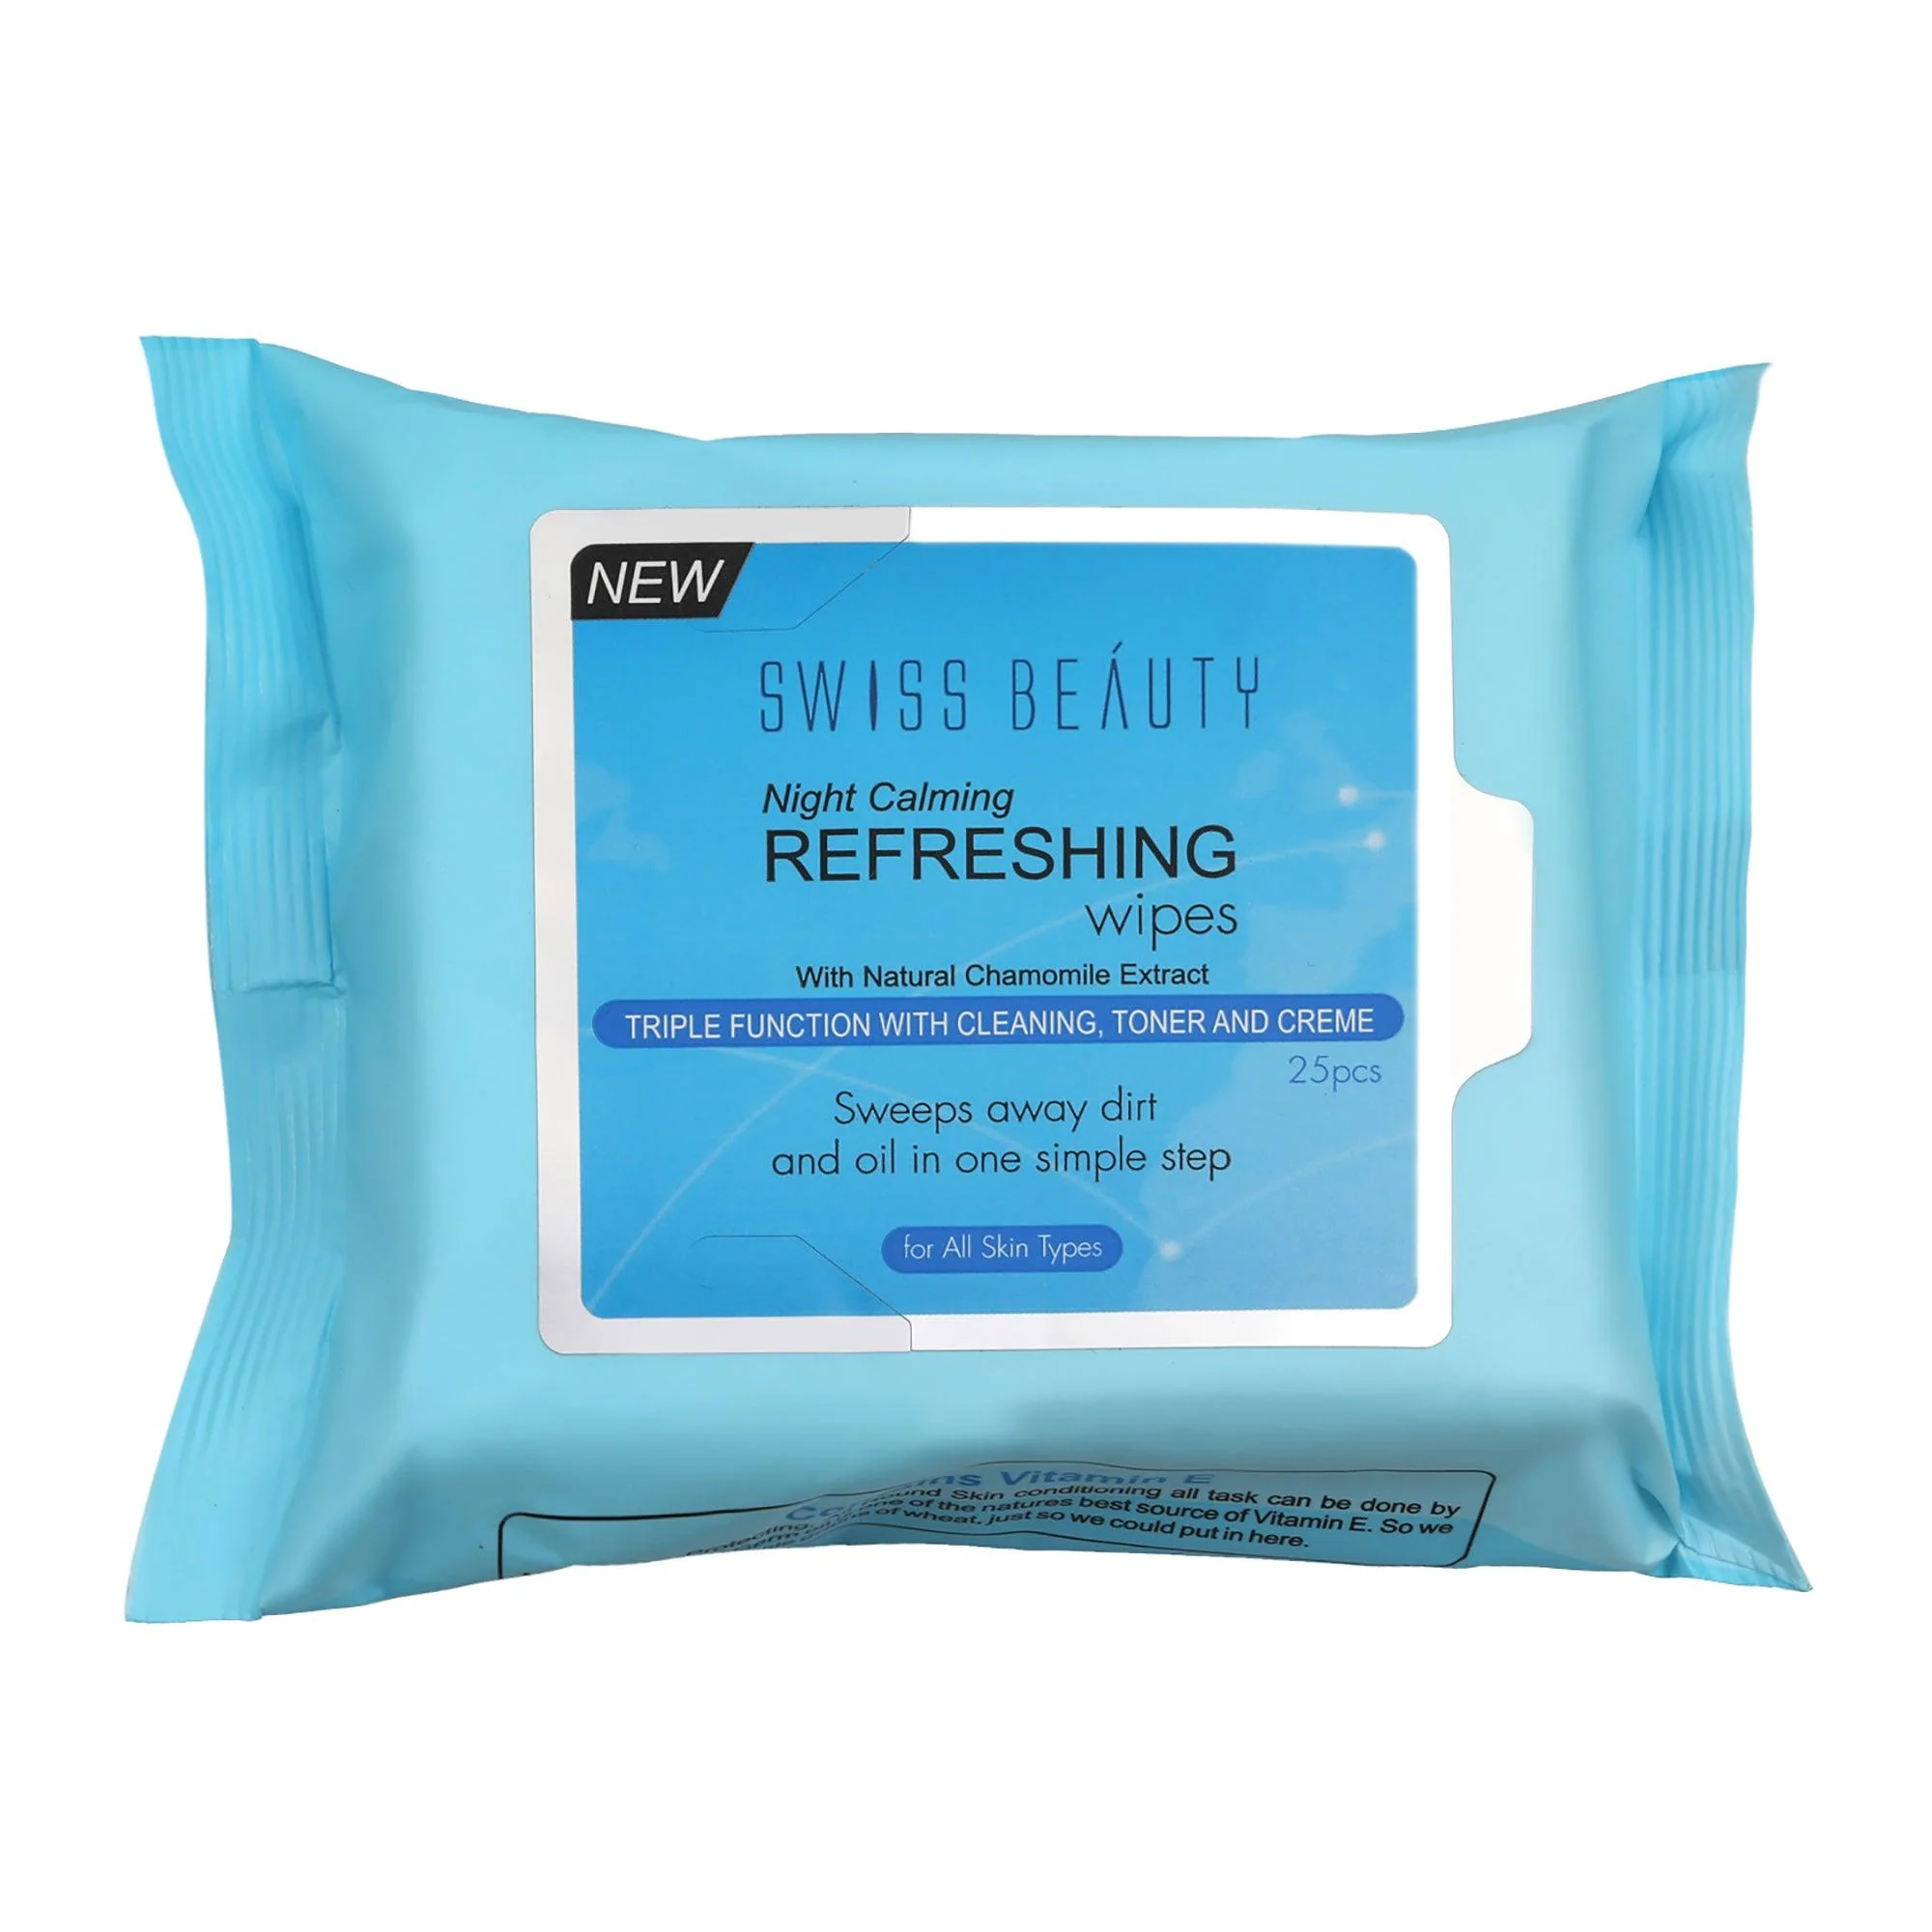 NEW
SWISS BEÁUTY
Night Calming
REFRESHING
wipes
With Natural Chamomile Extract
TRIPLE FUNCTION WITH CLEANING, TONER AND CREME
25pcs
Sweeps away dirt
and oil in one simple step
for All Skin Types
Vitamin E
Skin conditioning all task can be done by
one of the natures best source of Vitamin E. So we
of wheat, just so we could put in here.